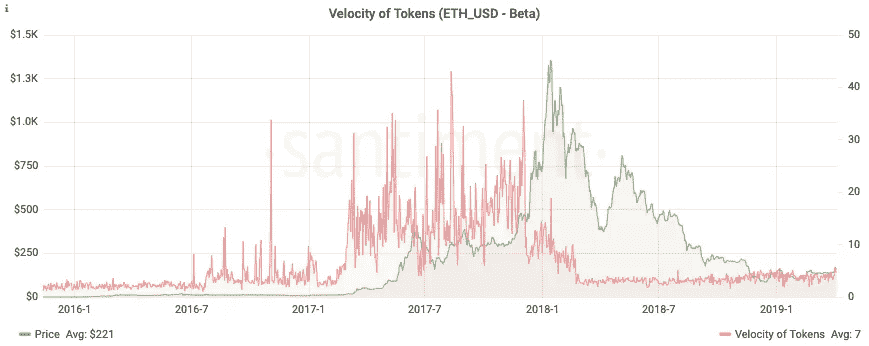 i
Velocity of Tokens (ETH_USD - Beta)
$1.5K 50
$1.3K 40
$1.0K 30
$750
$500 20
$250 10
$0 0
santiment.
2016-1 2016-7 2017-1 2017-7 2018-1 2018-7 2019-1
Price Avg: $221 Velocity of Tokens Avg: 7